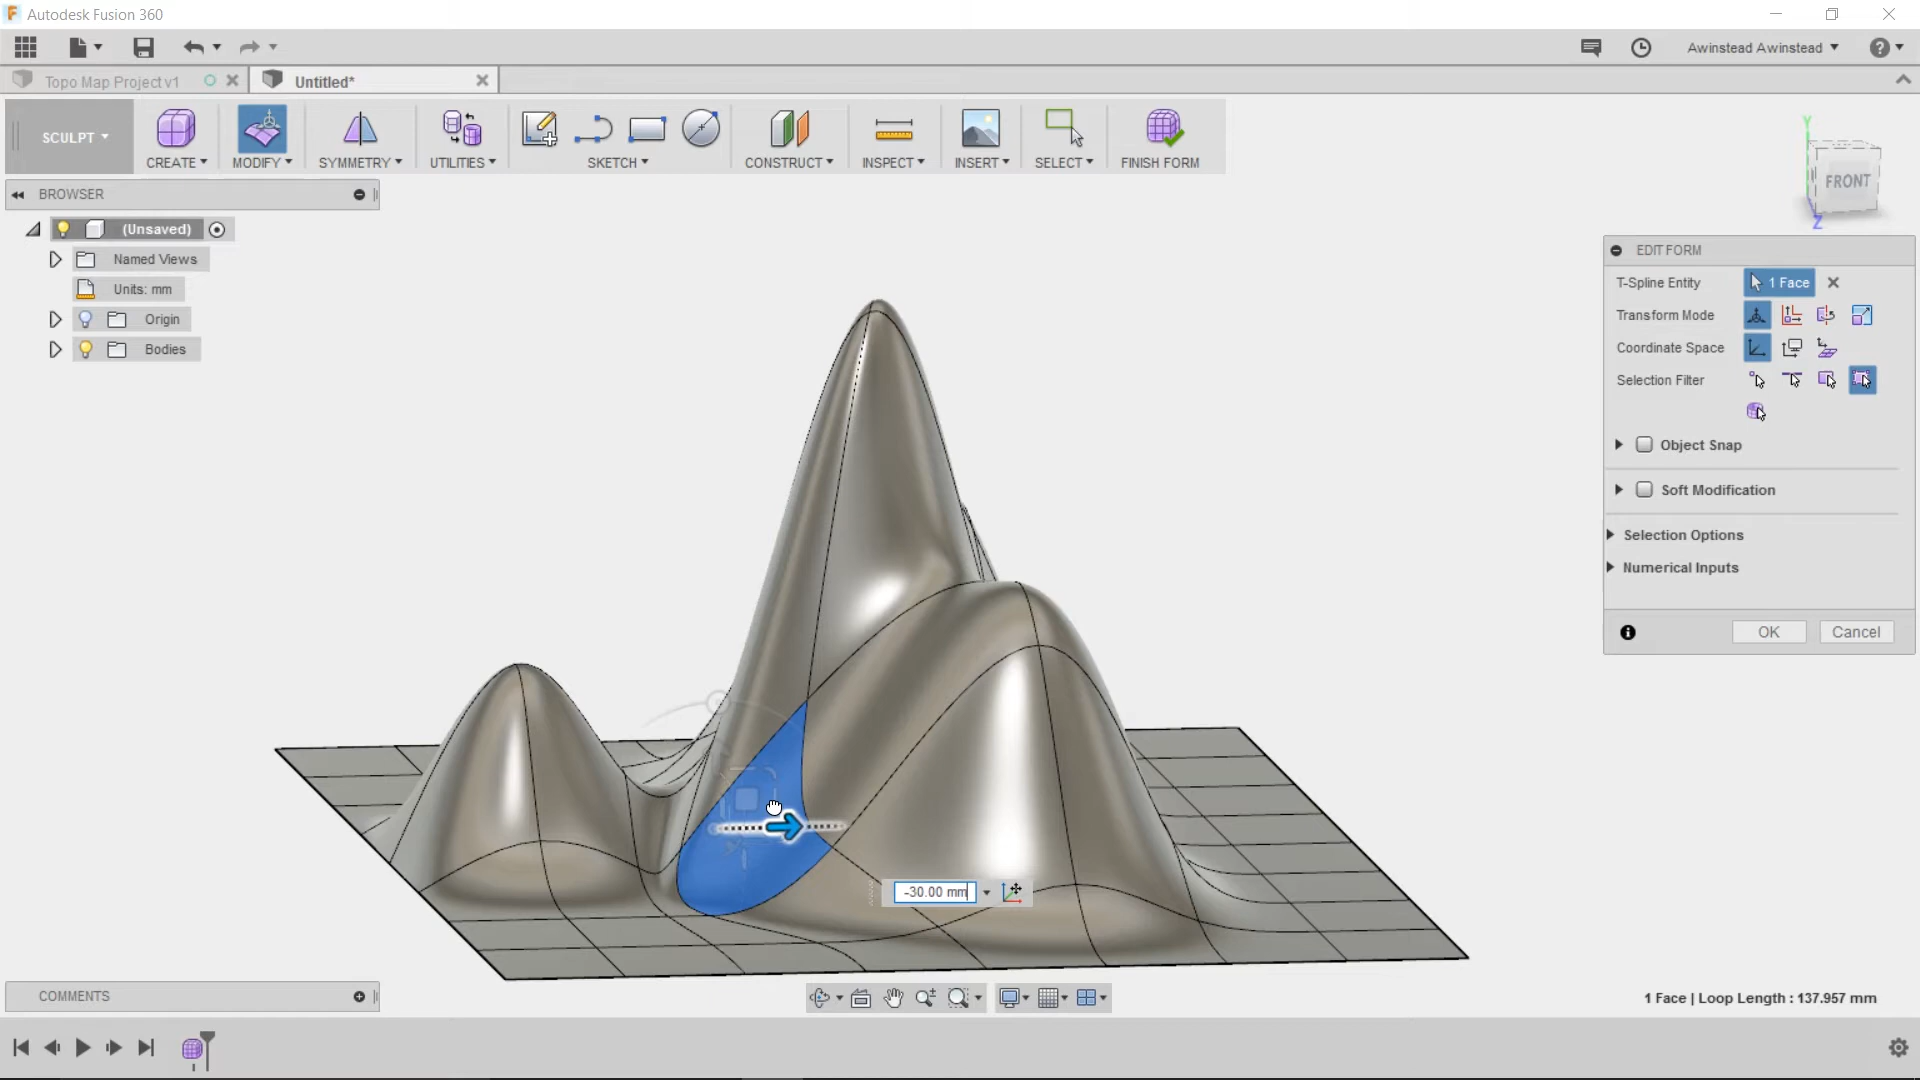 Autodesk Fusion 360
Awinstead Awinstead
Topo Map Project v1
Untitled*
SCULPT
CREATE
MODIFY
SYMMETRY
UTILITIES
SKETCH
CONSTRUCT
INSPECT
INSERT
SELECT
FINISH FORM
BROWSER
(Unsaved)
Named Views
Units: mm
Origin
Bodies
Y
FRONT
Z
EDIT FORM
T-Spline Entity
1 Face
Transform Mode
Coordinate Space
Selection Filter
Object Snap
Soft Modification
Selection Options
Numerical Inputs
OK
Cancel
-30.00 mm
COMMENTS
1 Face | Loop Length : 137.957 mm